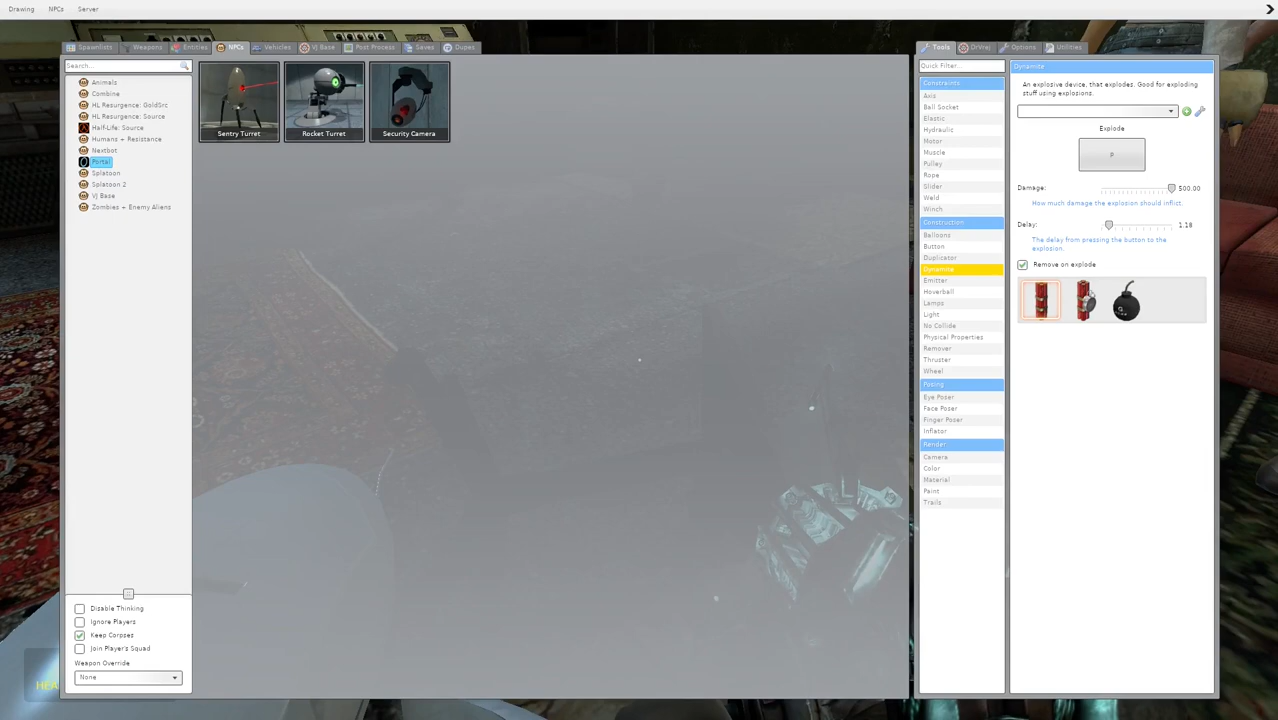 Drawing NPCs Server
Spawnlists Weapons Entities NPCs Vehicles VJ Base Post Process Saves Dupes
Search...
Animals
Combine
HL Resurgence: GoldSrc
HL Resurgence: Source
Half-Life: Source
Humans + Resistance
Nextbot
Portal
Splatoon
Splatoon 2
VJ Base
Zombies + Enemy Aliens
Disable Thinking
Ignore Players
Keep Corpses
Join Player's Squad
Weapon Override
None
Sentry Turret Rocket Turret Security Camera
Tools DrVrej Options Utilities
Quick Filter...
Constraints
Axis
Ball Socket
Elastic
Hydraulic
Motor
Muscle
Pulley
Rope
Slider
Weld
Winch
Construction
Balloons
Button
Duplicator
Dynamite
Emitter
Hoverball
Lamps
Light
No Collide
Physical Properties
Remover
Thruster
Wheel
Posing
Eye Poser
Face Poser
Finger Poser
Inflator
Render
Camera
Color
Material
Paint
Trails
Dynamite
An explosive device, that explodes. Good for exploding
stuff using explosions.
Explode
P
Damage: 500.00
How much damage the explosion should inflict.
Delay: 1.18
The delay from pressing the button to the
explosion.
Remove on explode